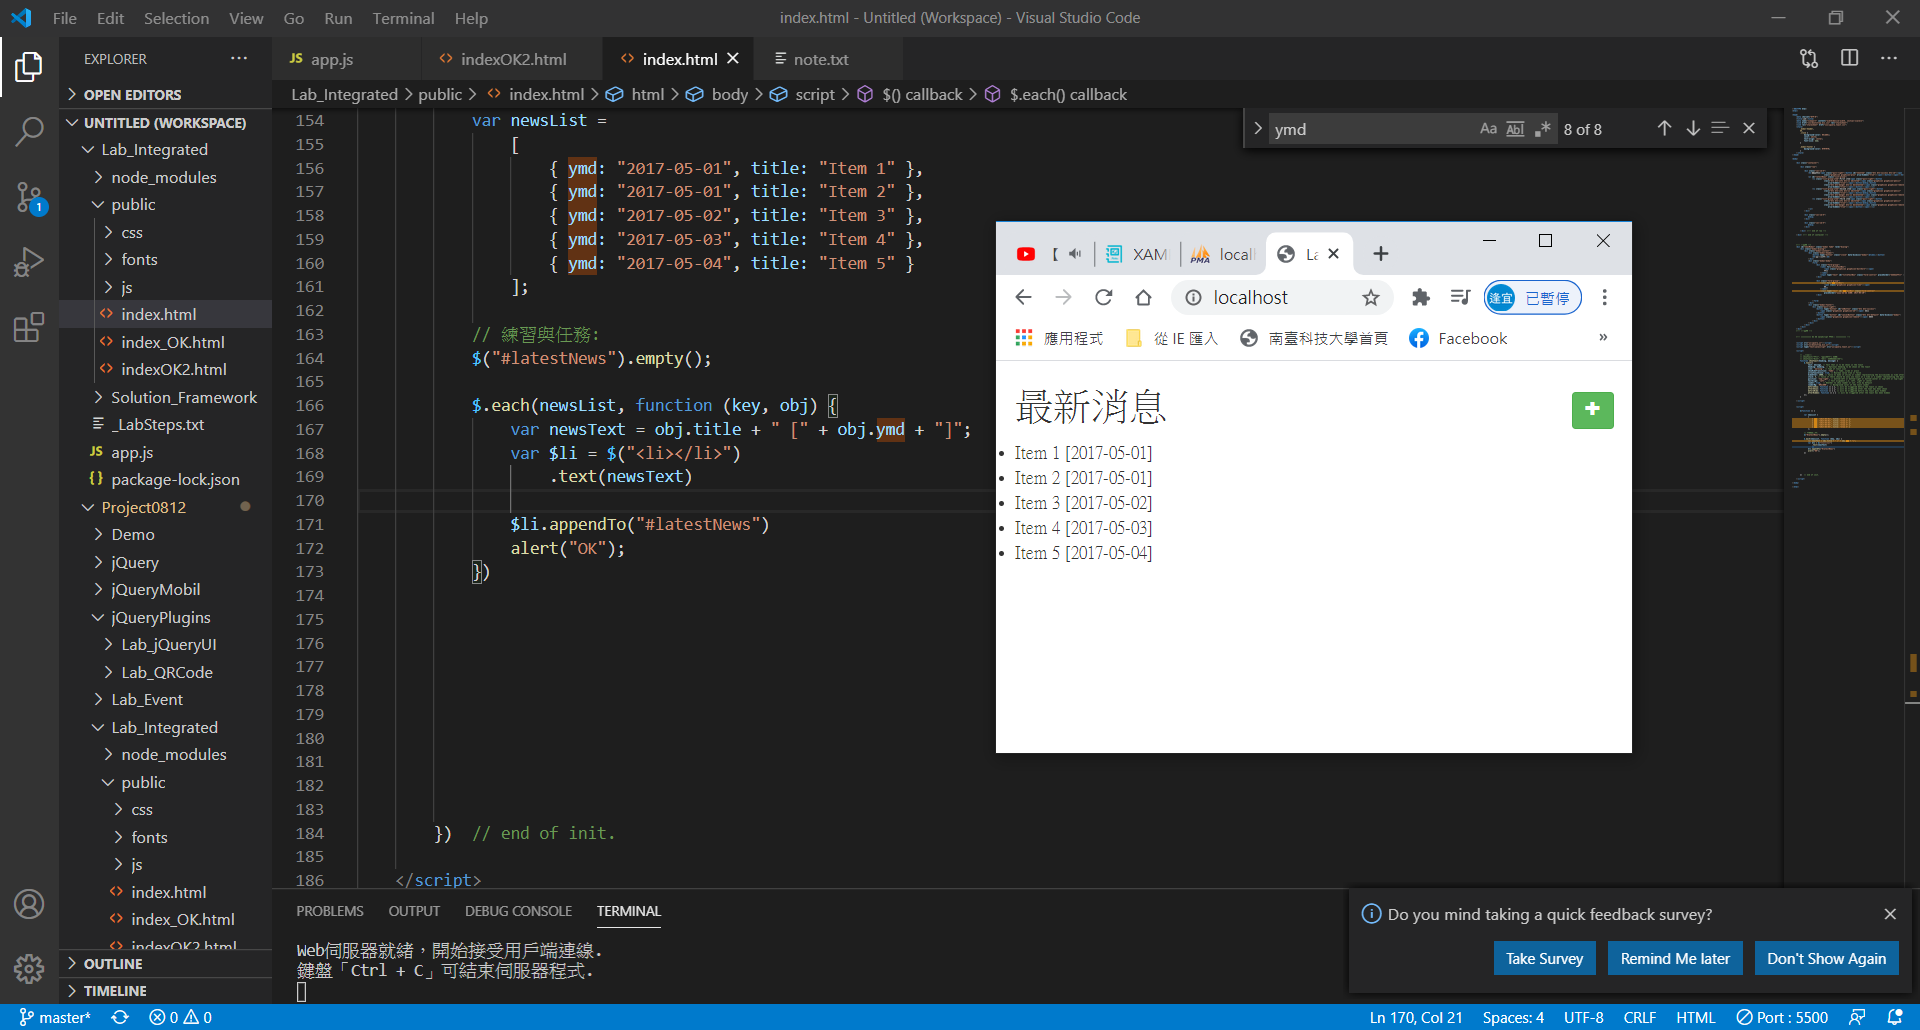 File Edit Selection View Go Run Terminal Help
index.html - Untitled (Workspace) - Visual Studio Code
EXPLORER
OPEN EDITORS
UNTITLED (WORKSPACE)
Lab_Integrated
node_modules
public
css
fonts
js
index.html
index_OK.html
indexOK2.html
Solution_Framework
_LabSteps.txt
JS app.js
{} package-lock.json
Project0812
Demo
jQuery
jQueryMobil
jQueryPlugins
Lab_jQueryUI
Lab_QRCode
Lab_Event
Lab_Integrated
node_modules
public
css
fonts
js
index.html
index_OK.html
indexOK2.html
OUTLINE
TIMELINE
1
JS app.js
indexOK2.html
index.html
note.txt
Lab_Integrated > public > index.html > html > body > script > $() callback > $.each() callback
ymd
Aa Abl .*
8 of 8
154 var newsList =
155 [
156 { ymd: "2017-05-01", title: "Item 1" },
157 { ymd: "2017-05-01", title: "Item 2" },
158 { ymd: "2017-05-02", title: "Item 3" },
159 { ymd: "2017-05-03", title: "Item 4" },
160 { ymd: "2017-05-04", title: "Item 5" }
161 ];
162
163 // 練習與任務:
164 $("#latestNews").empty();
165
166 $.each(newsList, function (key, obj) {
167 var newsText = obj.title + " [" + obj.ymd + "]";
168 var $li = $("<li></li>")
169 .text(newsText)
170
171 $li.appendTo("#latestNews")
172 alert("OK");
173 })
174
175
176
177
178
179
180
181
182
183
184 }) // end of init.
185
186 </script>
【
XAM
PMA
locall
La
localhost
逢宜
已暫停
應用程式
從 IE 匯入
南臺科技大學首頁
Facebook
»
最新消息
+
Item 1 [2017-05-01]
Item 2 [2017-05-01]
Item 3 [2017-05-02]
Item 4 [2017-05-03]
Item 5 [2017-05-04]
PROBLEMS OUTPUT DEBUG CONSOLE TERMINAL
Web伺服器就緒，開始接受用戶端連線.
鍵盤「Ctrl + C」可結束伺服器程式.
Do you mind taking a quick feedback survey?
Take Survey
Remind Me later
Don't Show Again
master*
0
0
Ln 170, Col 21
Spaces: 4
UTF-8
CRLF
HTML
Port : 5500